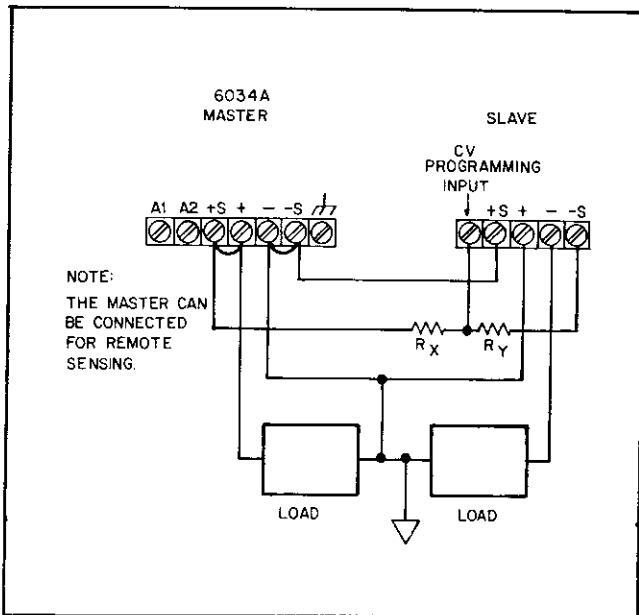 6034A
MASTER
SLAVE
CV
PROGRAMMING
INPUT
A1 A2 +S + − −S
+S + − −S
NOTE:
THE MASTER CAN
BE CONNECTED
FOR REMOTE
SENSING.
RX RY
LOAD LOAD